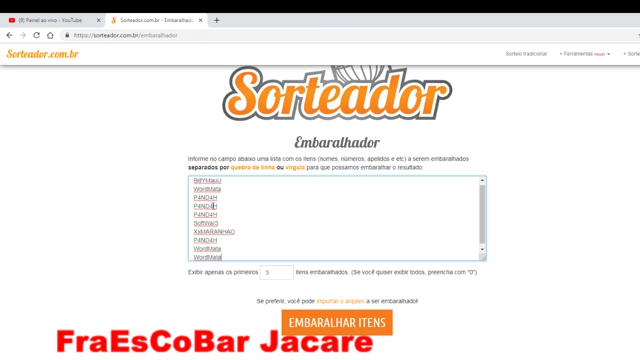 (9) Painel ao vivo - YouTube
Sorteador.com.br - Embaralhado
https://sorteador.com.br/embaralhador
Sorteador.com.br
Sorteio tradicional
+ Ferramentas
+ Sorte
Sorteador
Embaralhador
Informe no campo abaixo uma lista com os itens (nomes, números, apelidos e etc) a serem embaralhados
separados por quebra de linha ou vírgula para que possamos embaralhar o resultado:
WordMata
P4ND4H
P4ND4H
P4ND4H
SoftWar3
XxMARANHAO
P4ND4H
WordMata
WordMata
Exibir apenas os primeiros 3 itens embaralhados. (Se você quiser exibir todos, preencha com "0")
Se preferir, você pode importar o arquivo a ser embaralhado!
EMBARALHAR ITENS
FraEsCoBar Jacare